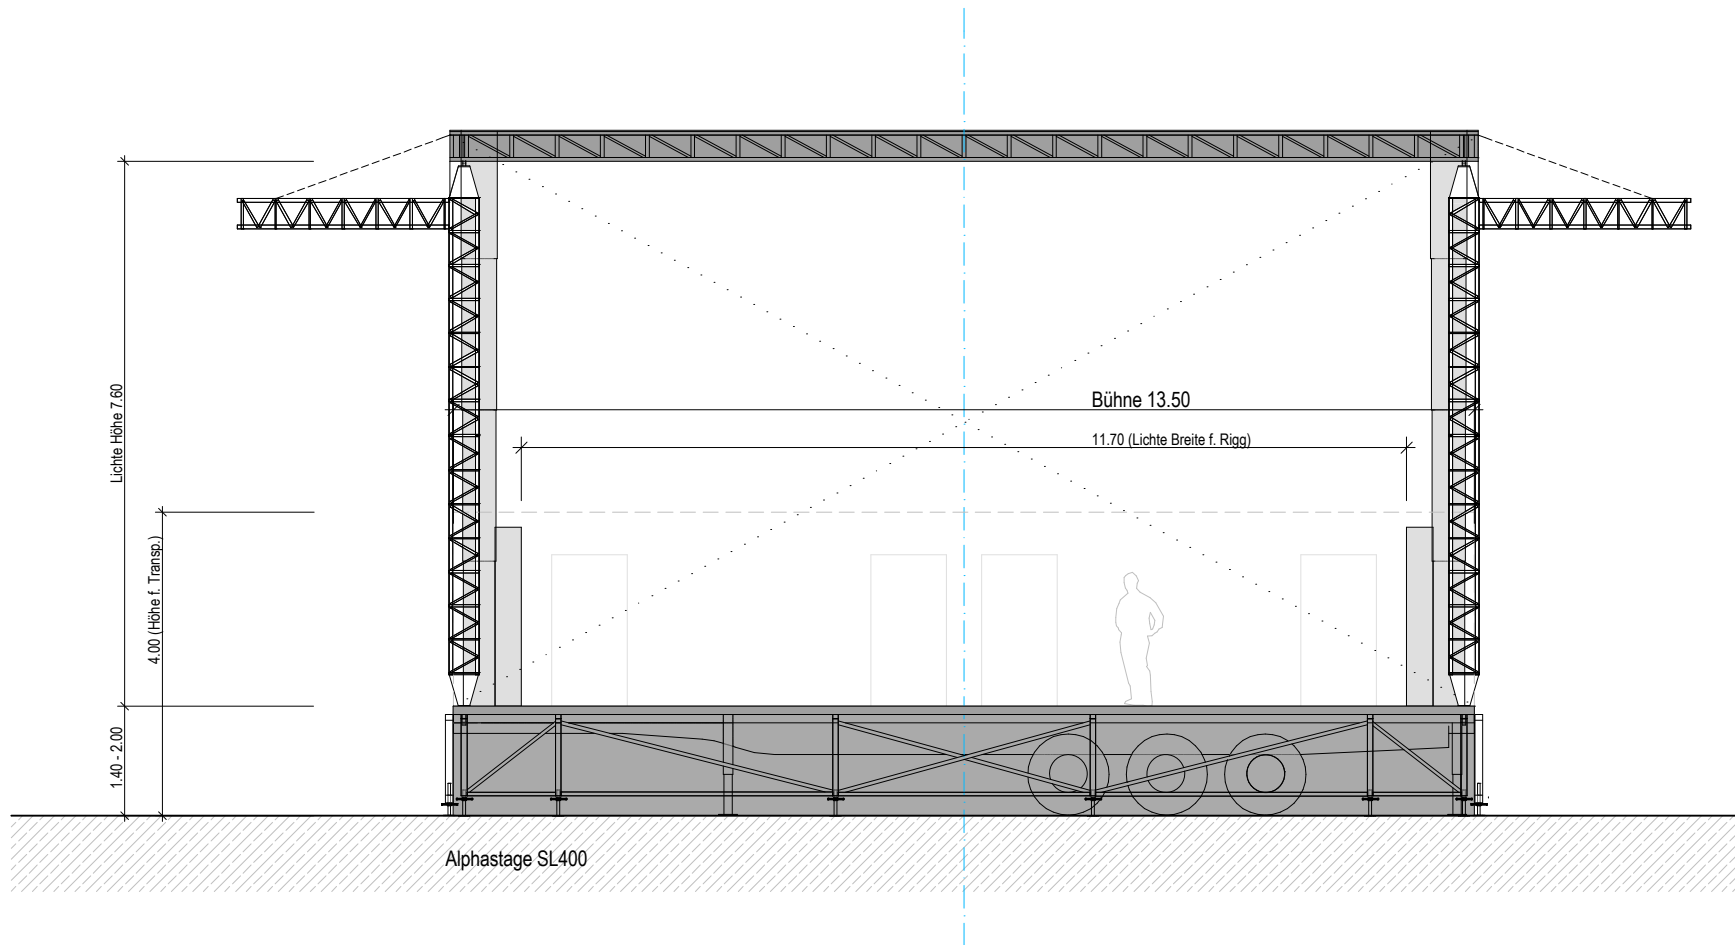 Lichte Höhe 7.60
Bühne 13.50
11.70 (Lichte Breite f. Rigg)
4.00 (Höhe f. Transp.)
1.40 - 2.00
Alphastage SL400